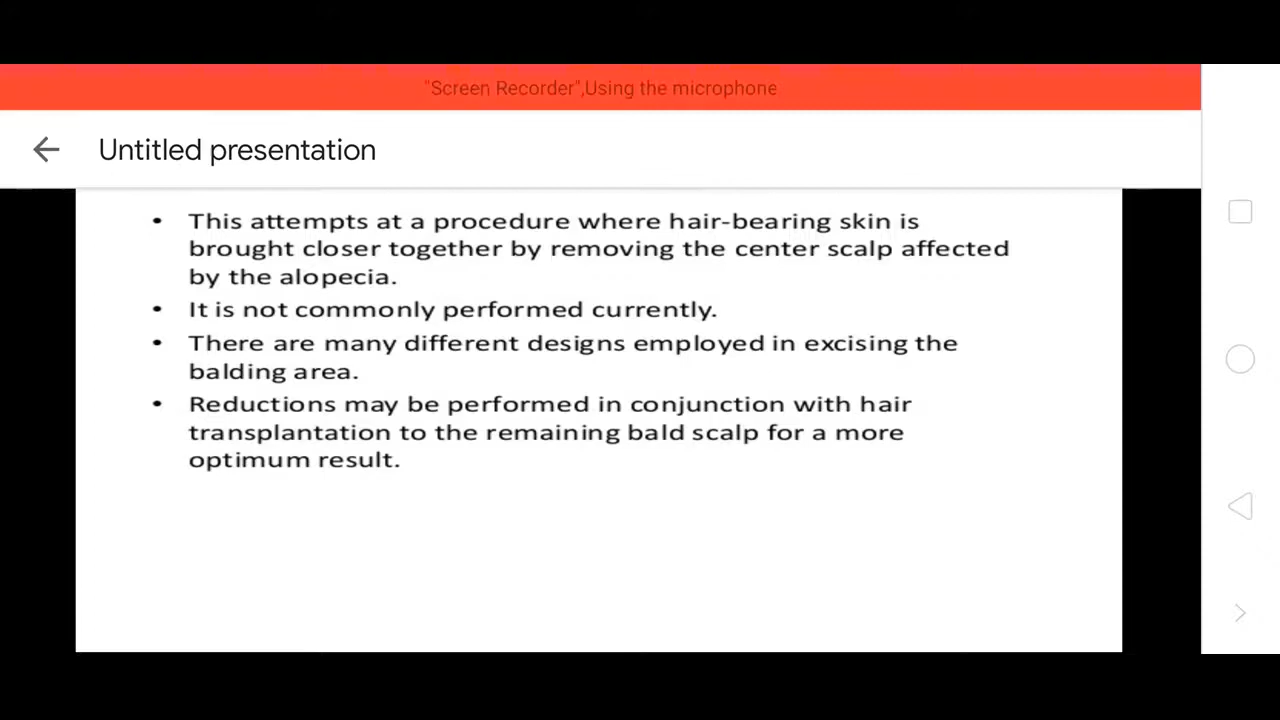 "Screen Recorder",Using the microphone
Untitled presentation
• This attempts at a procedure where hair-bearing skin is
brought closer together by removing the center scalp affected
by the alopecia.
• It is not commonly performed currently.
• There are many different designs employed in excising the
balding area.
• Reductions may be performed in conjunction with hair
transplantation to the remaining bald scalp for a more
optimum result.